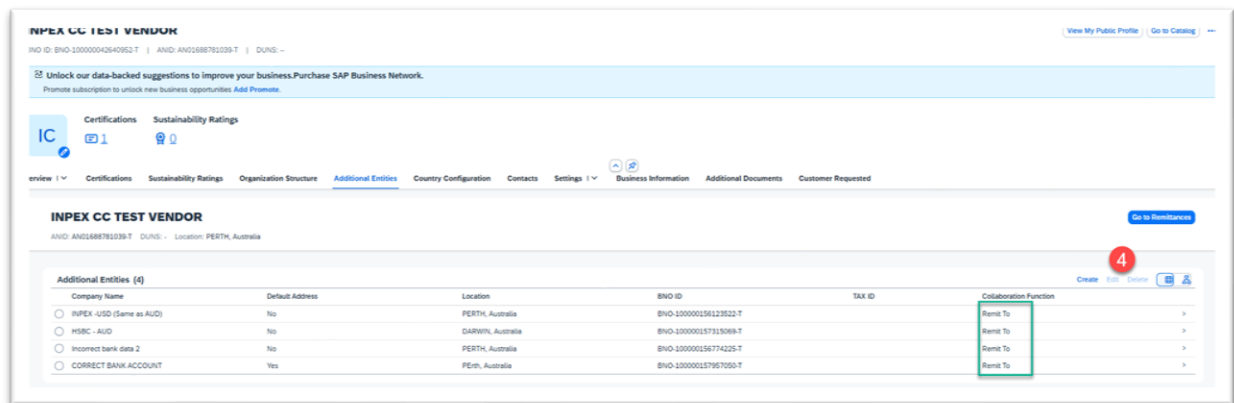 INPEX CC TEST VENDOR
View My Public Profile Go to Catalog ...
BNO ID: BNO-100000042640952-T | ANID: AN01688781039-T | DUNS: --
Unlock our data-backed suggestions to improve your business.Purchase SAP Business Network.
Promote subscription to unlock new business opportunities Add Promote.
IC
Certifications Sustainability Ratings
1 0
erview Certifications Sustainability Ratings Organization Structure Additional Entities Country Configuration Contacts Settings Business Information Additional Documents Customer Requested
INPEX CC TEST VENDOR
Go to Remittances
ANID: AN01688781039-T DUNS: - Location: PERTH, Australia
4
Additional Entities (4)
Create Edit Delete
Company Name Default Address Location BNO ID TAX ID Collaboration Function
INPEX -USD (Same as AUD) No PERTH, Australia BNO-100000156123522-T Remit To
HSBC - AUD No DARWIN, Australia BNO-100000157315069-T Remit To
Incorrect bank data 2 No PERTH, Australia BNO-100000156774225-T Remit To
CORRECT BANK ACCOUNT Yes PErth, Australia BNO-100000157957050-T Remit To